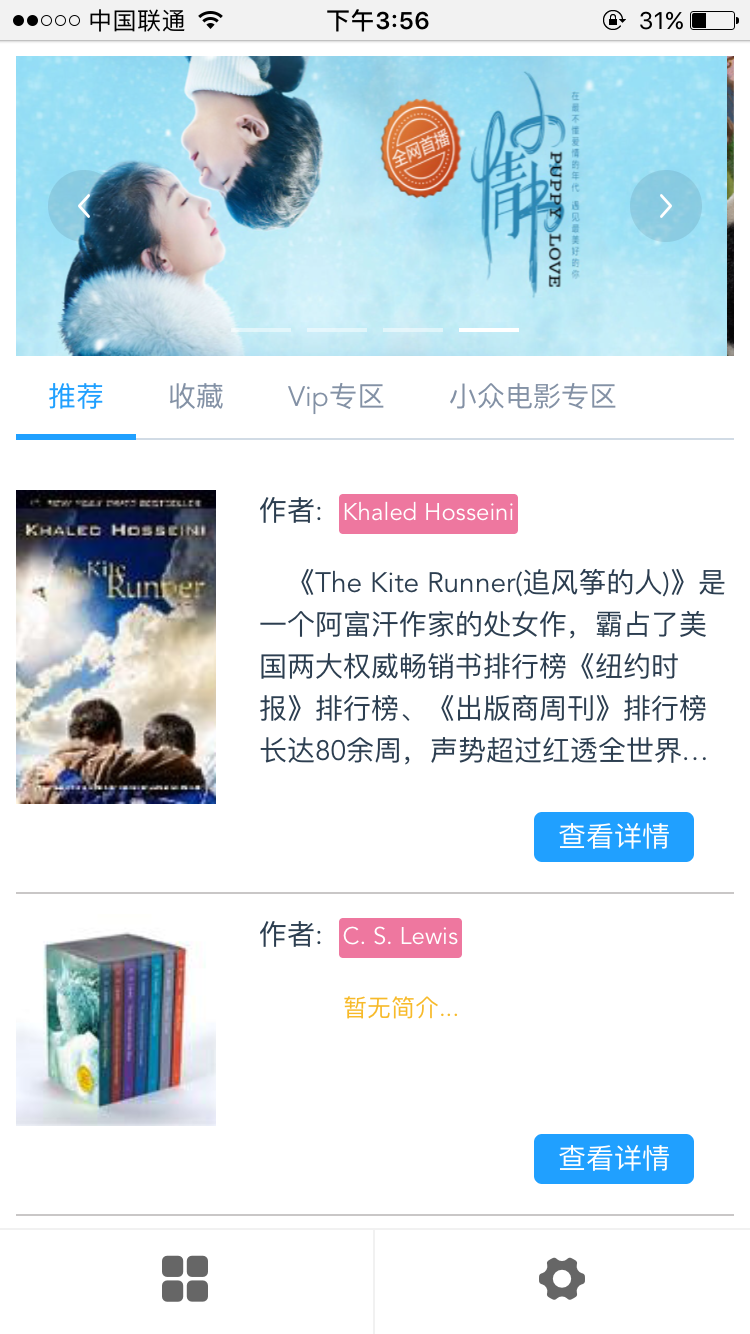 中国联通
下午3:56
31%
全网首播
小情书
PUPPY LOVE
在最不懂爱情的年代 遇见最美好的你
推荐
收藏
Vip专区
小众电影专区
KHALED HOSSEINI
The Kite
Runner
作者:
Khaled Hosseini
《The Kite Runner(追风筝的人)》是
一个阿富汗作家的处女作，霸占了美
国两大权威畅销书排行榜《纽约时
报》排行榜、《出版商周刊》排行榜
长达80余周，声势超过红透全世界...
查看详情
作者:
C. S. Lewis
暂无简介...
查看详情